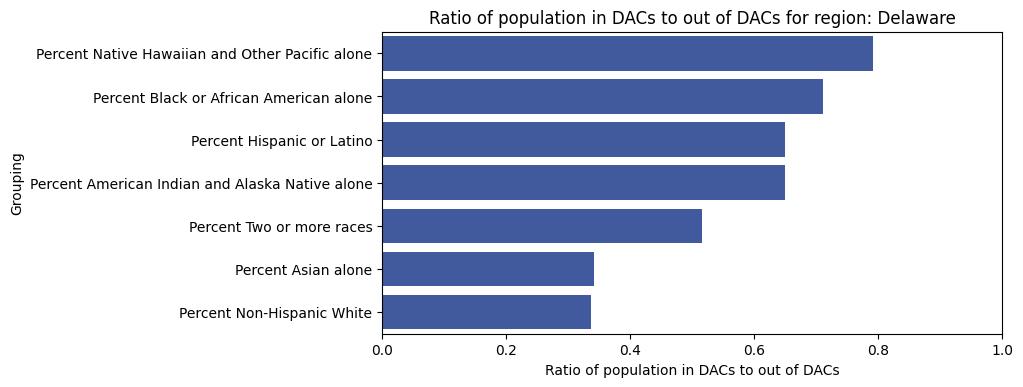 Ratio of population in DACs to out of DACs for region: Delaware
Grouping
Percent Native Hawaiian and Other Pacific alone
Percent Black or African American alone
Percent Hispanic or Latino
Percent American Indian and Alaska Native alone
Percent Two or more races
Percent Asian alone
Percent Non-Hispanic White
0.0 0.2 0.4 0.6 0.8 1.0
Ratio of population in DACs to out of DACs